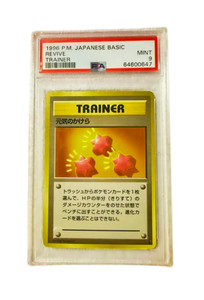 1996 P.M. JAPANESE BASIC
REVIVE
TRAINER
MINT
9
64600647
PSA
TRAINER
元気のかけら
トラッシュからポケモンカードを1枚
選んで、HPの半分(きりすて)の
ダメージカウンターをのせた状態で
ベンチに出すことができる。進化カ
ードを選ぶことはできない。